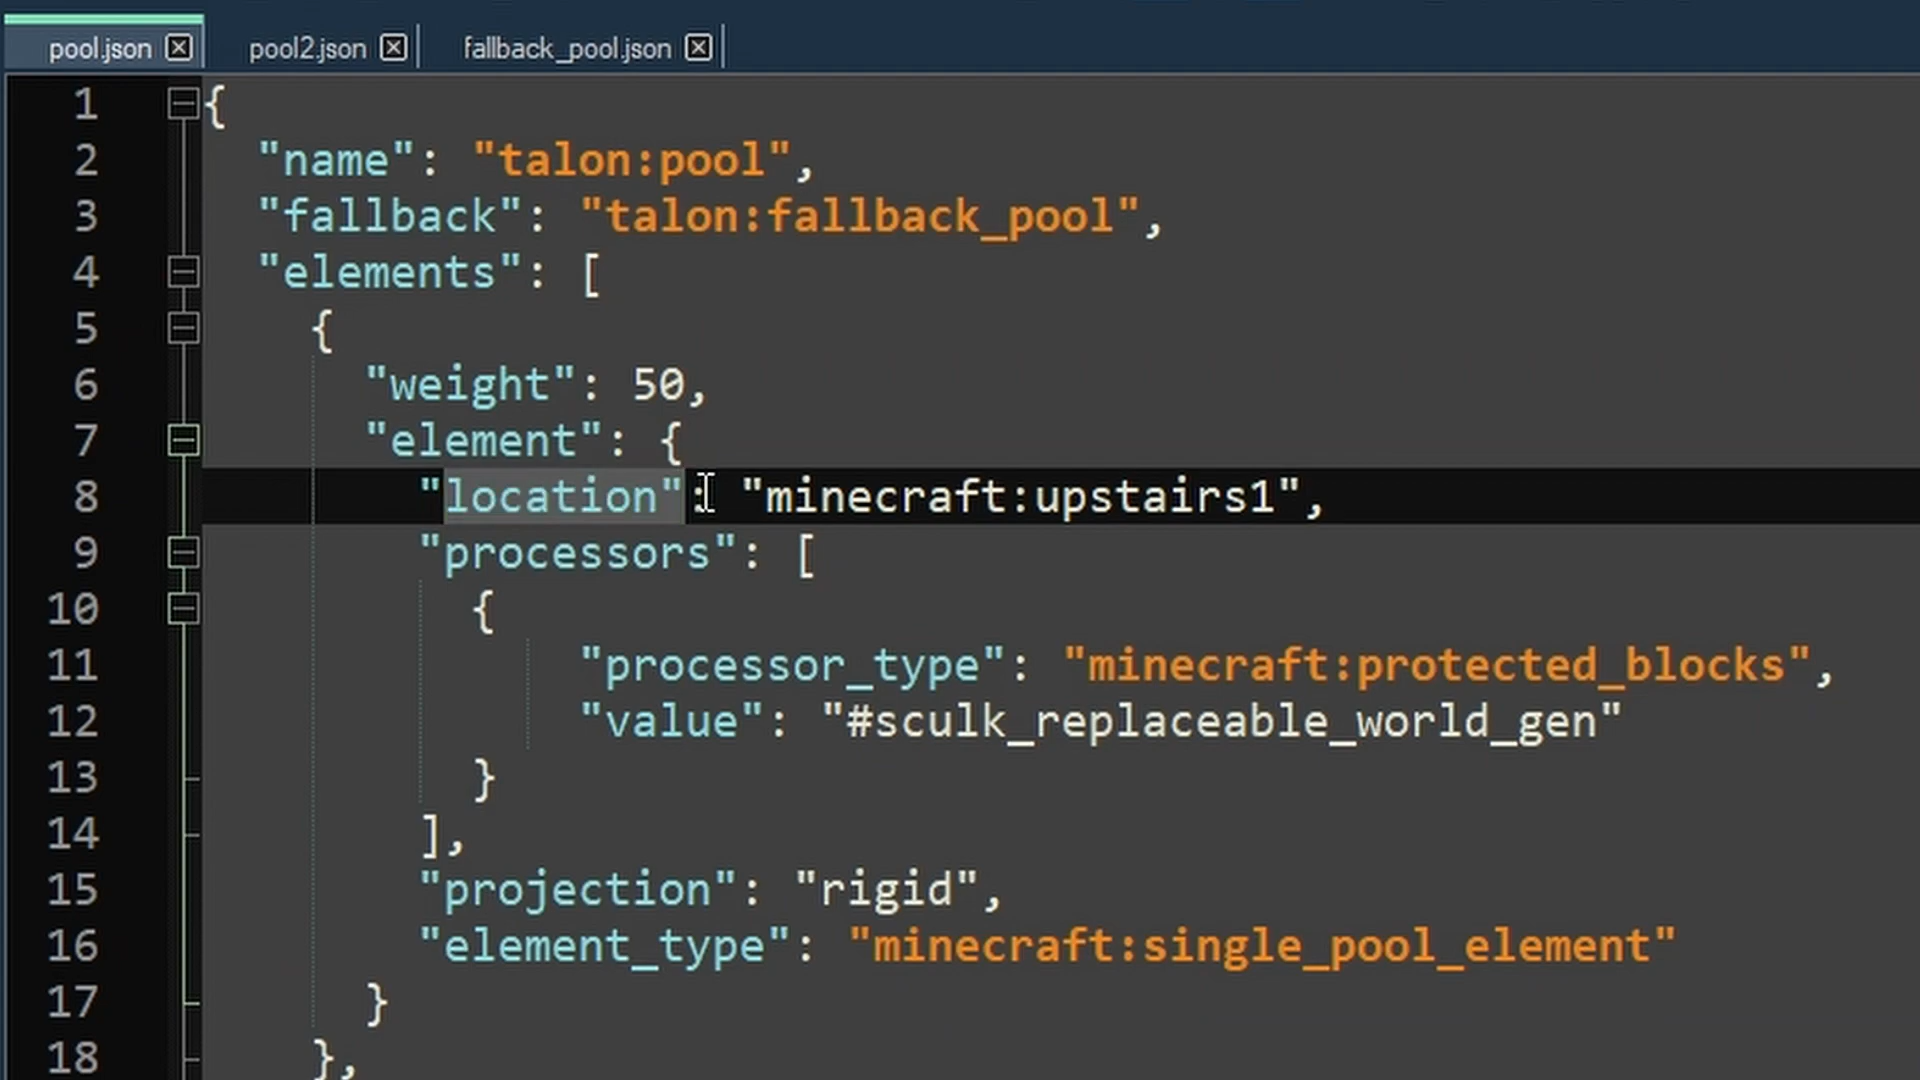 pool.json pool2.json fallback_pool.json
1 {
2 "name": "talon:pool",
3 "fallback": "talon:fallback_pool",
4 "elements": [
5 {
6 "weight": 50,
7 "element": {
8 "location": "minecraft:upstairs1",
9 "processors": [
10 {
11 "processor_type": "minecraft:protected_blocks",
12 "value": "#sculk_replaceable_world_gen"
13 }
14 ],
15 "projection": "rigid",
16 "element_type": "minecraft:single_pool_element"
17 }
18 },